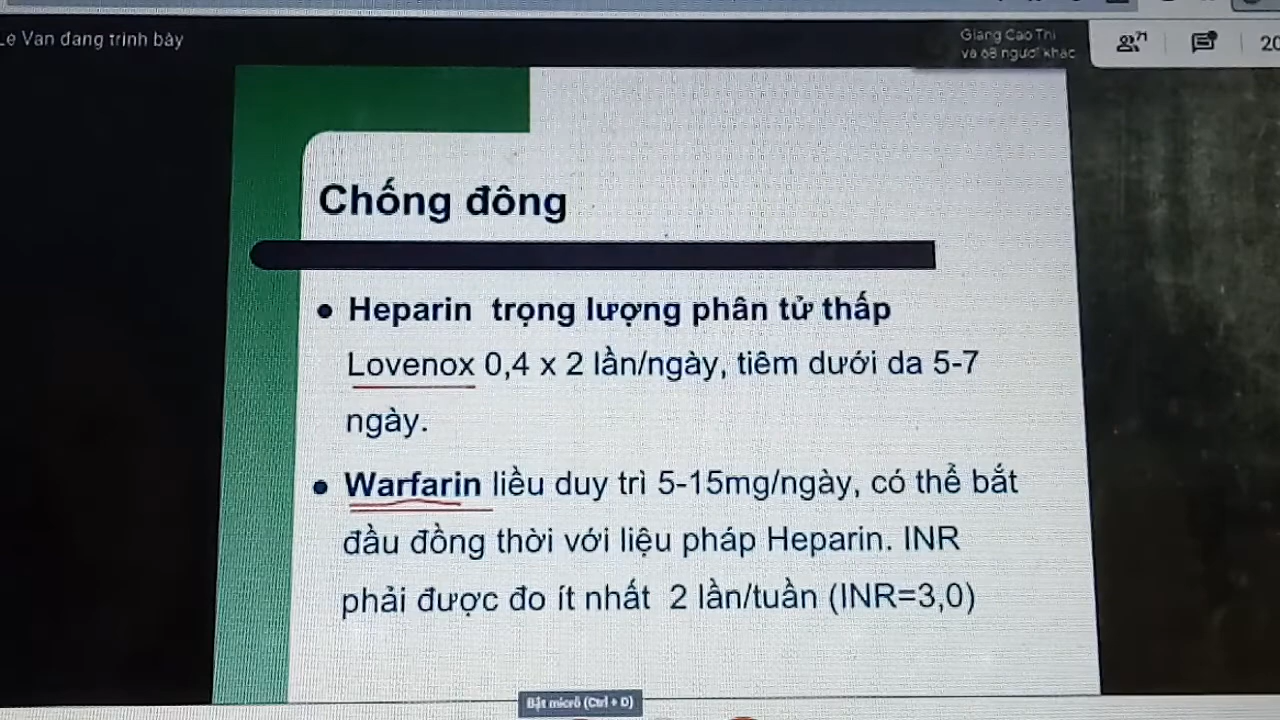 Le Van đang trình bày
Giang Cao Thi
và 68 người khác
71
20
Chống đông
Heparin trọng lượng phân tử thấp
Lovenox 0,4 x 2 lần/ngày, tiêm dưới da 5-7
ngày.
Warfarin liều duy trì 5-15mg/ngày, có thể bắt
đầu đồng thời với liệu pháp Heparin. INR
phải được đo ít nhất 2 lần/tuần (INR=3,0)
Bật micrô (Ctrl + D)